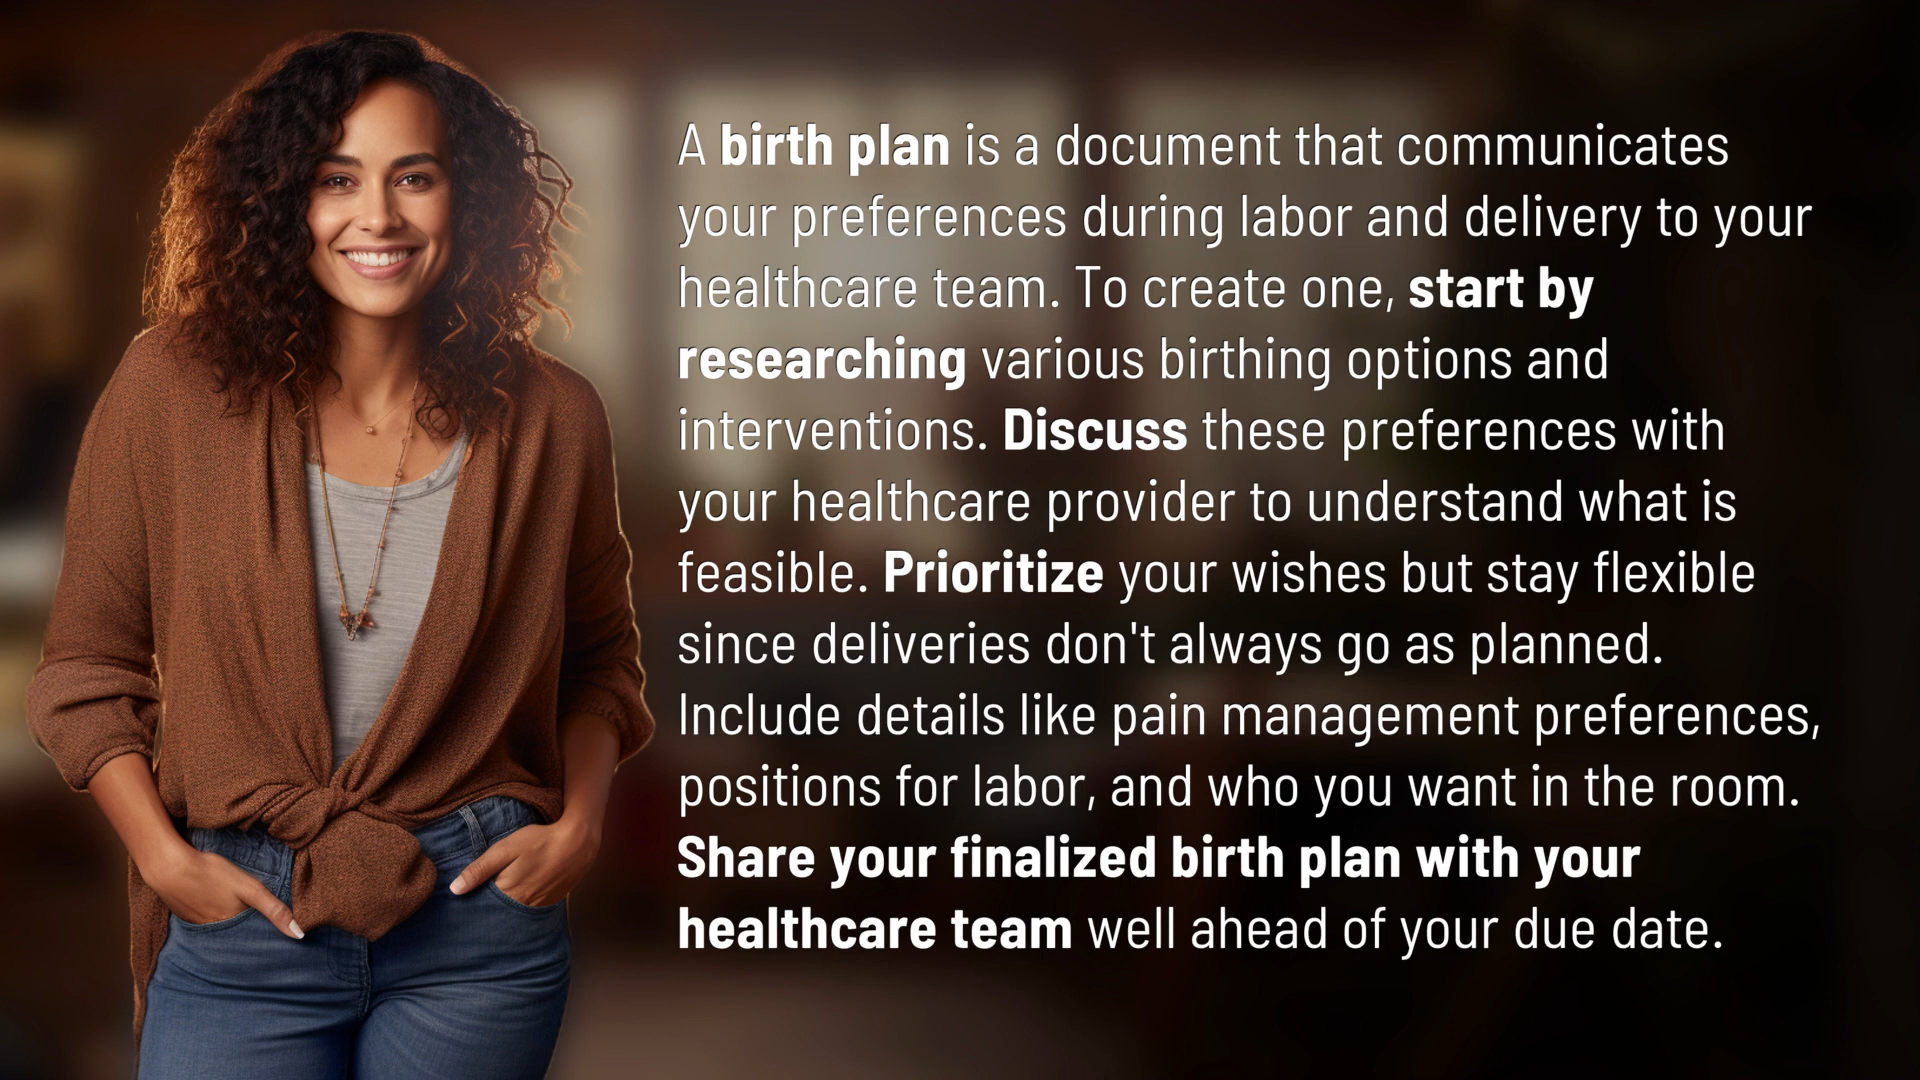 A birth plan is a document that communicates
your preferences during labor and delivery to your
healthcare team. To create one, start by
researching various birthing options and
interventions. Discuss these preferences with
your healthcare provider to understand what is
feasible. Prioritize your wishes but stay flexible
since deliveries don't always go as planned.
Include details like pain management preferences,
positions for labor, and who you want in the room.
Share your finalized birth plan with your
healthcare team well ahead of your due date.